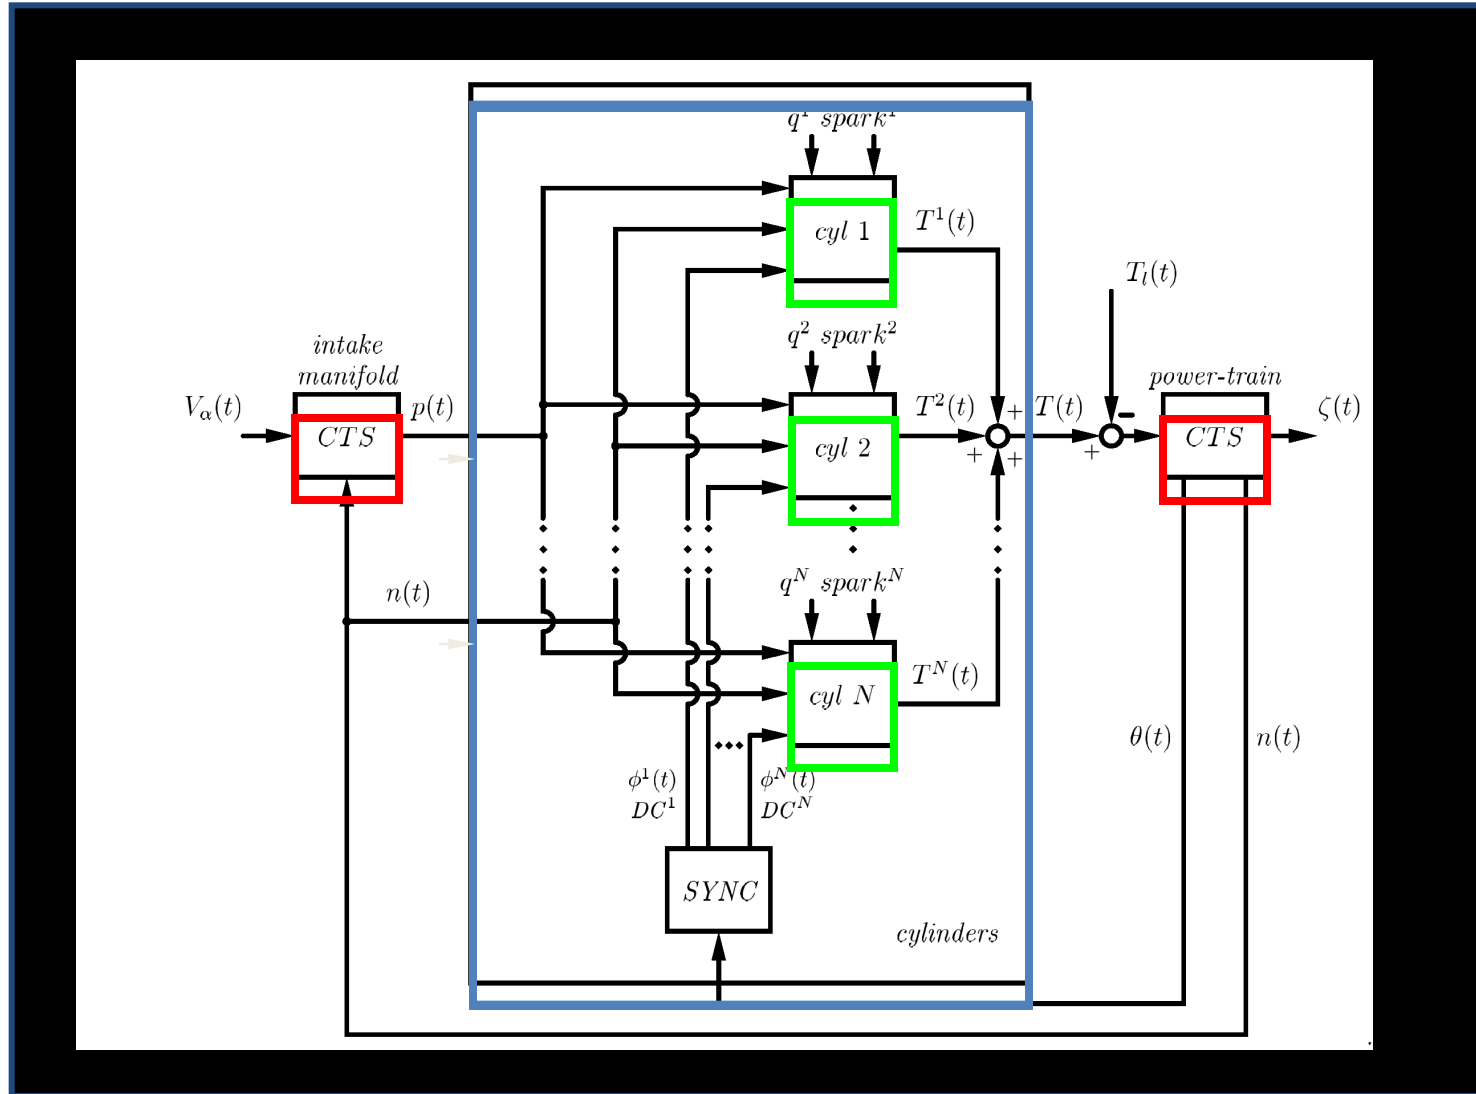 q¹ spark¹
cyl 1
T¹(t)
T_l(t)
q² spark²
intake
manifold
power-train
V_α(t)
CTS
p(t)
cyl 2
T²(t)
+
T(t)
−
CTS
ζ(t)
+
+
+
n(t)
q^N spark^N
cyl N
T^N(t)
θ(t)
n(t)
φ¹(t)
DC¹
φ^N(t)
DC^N
SYNC
cylinders
.